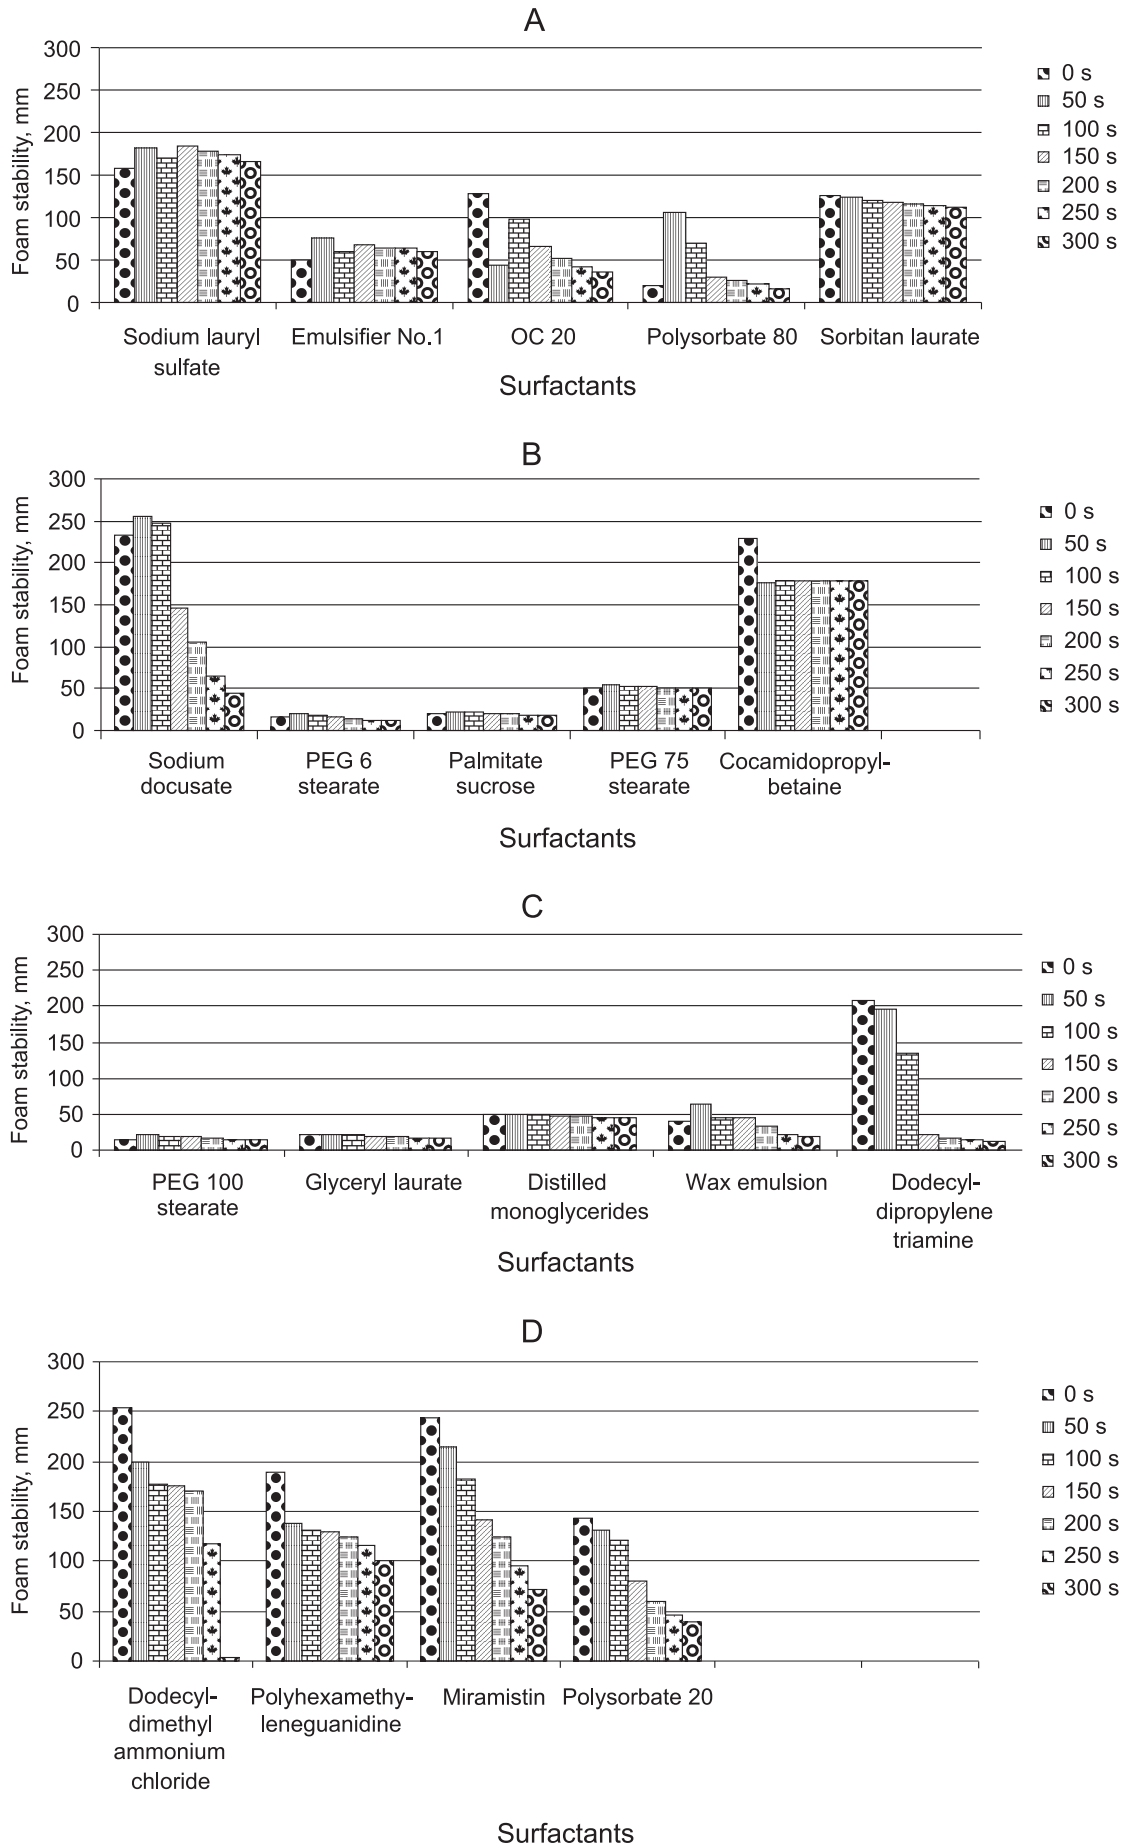 A
Foam stability, mm
300
250
200
150
100
50
0
Sodium lauryl
sulfate
Emulsifier No.1
OC 20
Polysorbate 80
Sorbitan laurate
Surfactants
0 s
50 s
100 s
150 s
200 s
250 s
300 s
B
Foam stability, mm
300
250
200
150
100
50
0
Sodium
docusate
PEG 6
stearate
Palmitate
sucrose
PEG 75
stearate
Cocamidopropyl-
betaine
Surfactants
0 s
50 s
100 s
150 s
200 s
250 s
300 s
C
Foam stability, mm
300
250
200
150
100
50
0
PEG 100
stearate
Glyceryl laurate
Distilled
monoglycerides
Wax emulsion
Dodecyl-
dipropylene
triamine
Surfactants
0 s
50 s
100 s
150 s
200 s
250 s
300 s
D
Foam stability, mm
300
250
200
150
100
50
0
Dodecyl-
dimethyl
ammonium
chloride
Polyhexamethy-
leneguanidine
Miramistin
Polysorbate 20
Surfactants
0 s
50 s
100 s
150 s
200 s
250 s
300 s